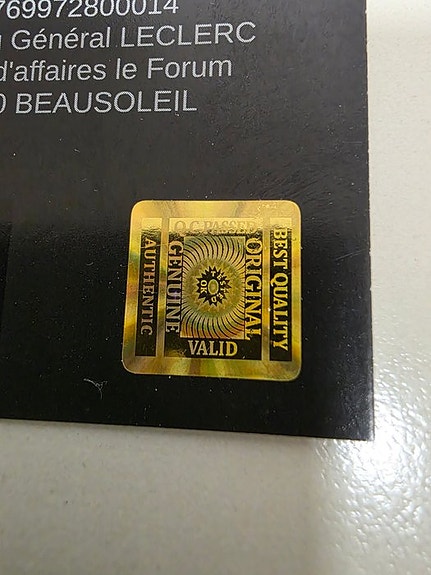 769972800014
Général LECLERC
d'affaires le Forum
0 BEAUSOLEIL
Q.C PASSED
AUTHENTIC
GENUINE
ORIGINAL
BEST QUALITY
OK
VALID